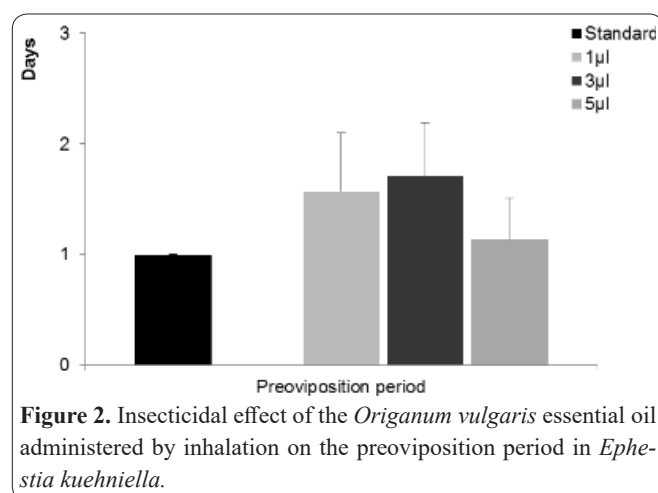 Days
3
2
1
0
Standard
1µl
3µl
5µl
Preoviposition period
Figure 2. Insecticidal effect of the Origanum vulgaris essential oil
administered by inhalation on the preoviposition period in Ephe-
stia kuehniella.